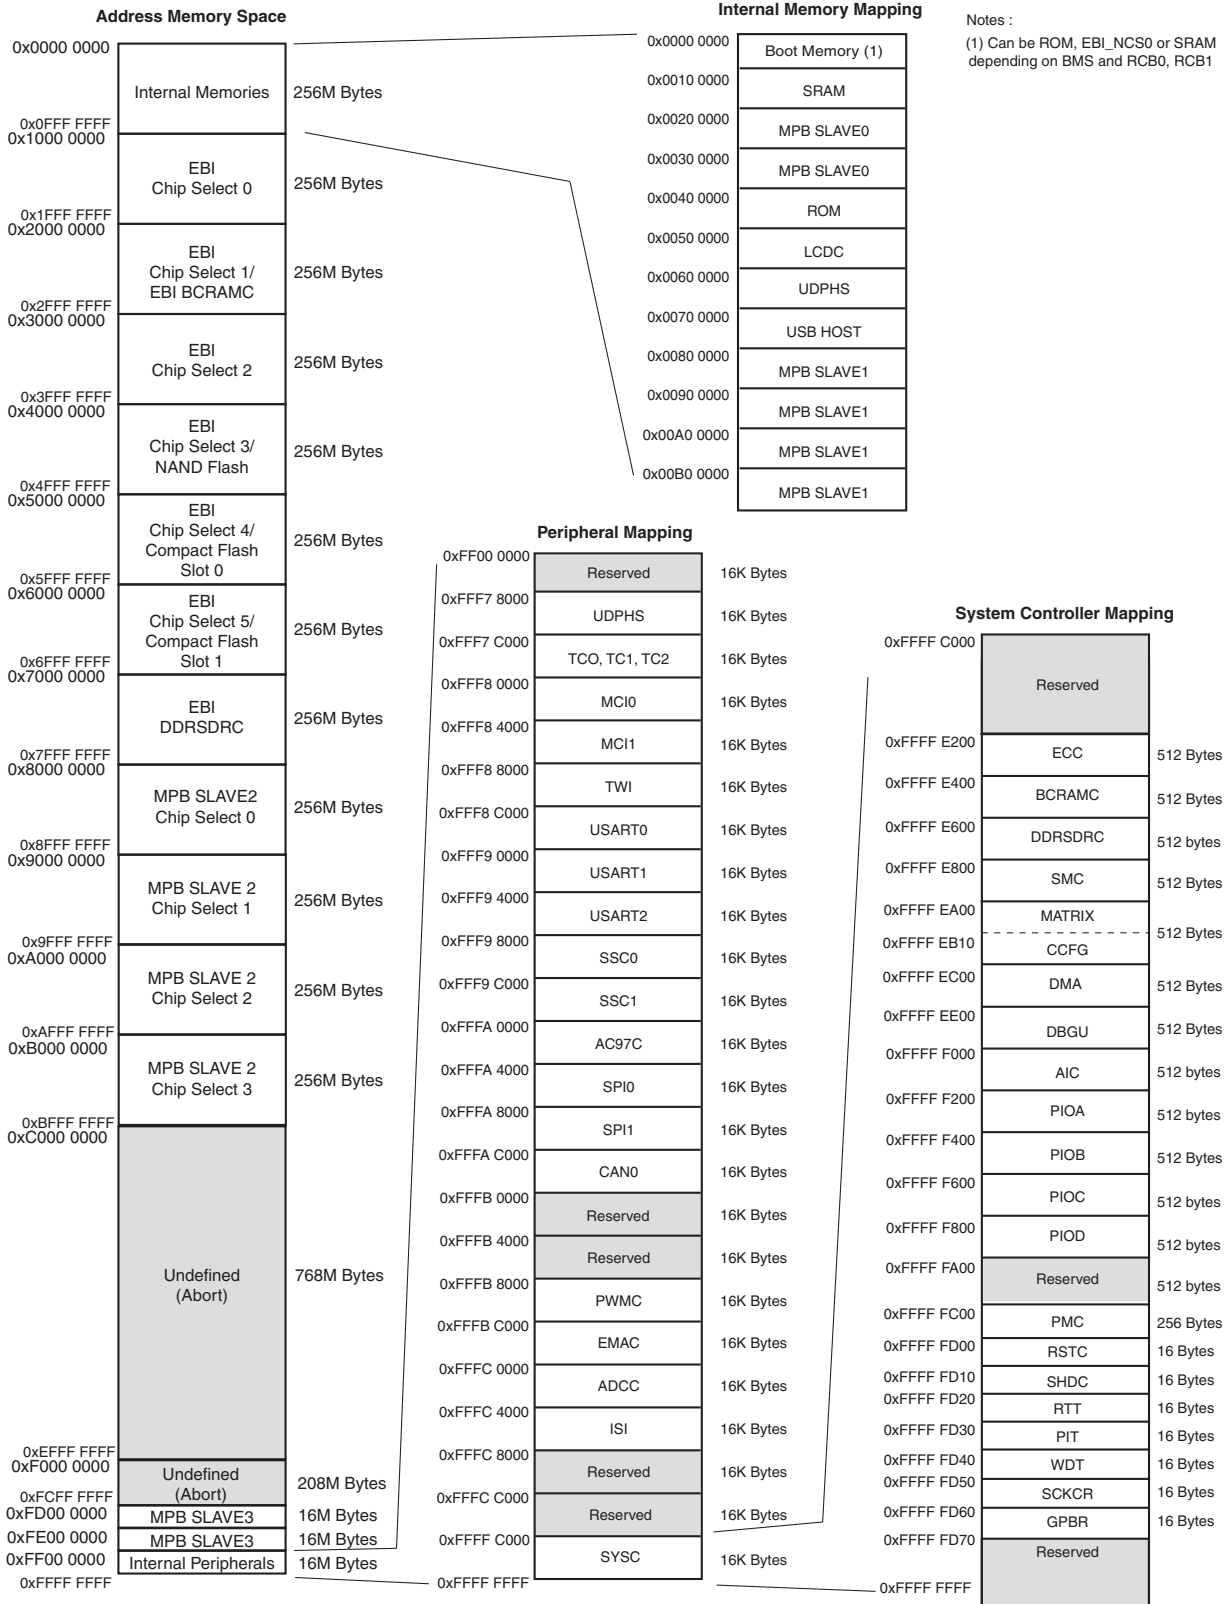 Address Memory Space
0x0000 0000
Internal Memories
256M Bytes
0x0FFF FFFF
0x1000 0000
EBI
Chip Select 0
256M Bytes
0x1FFF FFFF
0x2000 0000
EBI
Chip Select 1/
EBI BCRAMC
256M Bytes
0x2FFF FFFF
0x3000 0000
EBI
Chip Select 2
256M Bytes
0x3FFF FFFF
0x4000 0000
EBI
Chip Select 3/
NAND Flash
256M Bytes
0x4FFF FFFF
0x5000 0000
EBI
Chip Select 4/
Compact Flash
Slot 0
256M Bytes
0x5FFF FFFF
0x6000 0000
EBI
Chip Select 5/
Compact Flash
Slot 1
256M Bytes
0x6FFF FFFF
0x7000 0000
EBI
DDRSDRC
256M Bytes
0x7FFF FFFF
0x8000 0000
MPB SLAVE2
Chip Select 0
256M Bytes
0x8FFF FFFF
0x9000 0000
MPB SLAVE 2
Chip Select 1
256M Bytes
0x9FFF FFFF
0xA000 0000
MPB SLAVE 2
Chip Select 2
256M Bytes
0xAFFF FFFF
0xB000 0000
MPB SLAVE 2
Chip Select 3
256M Bytes
0xBFFF FFFF
0xC000 0000
Undefined
(Abort)
768M Bytes
0xEFFF FFFF
0xF000 0000
Undefined
(Abort)
208M Bytes
0xFCFF FFFF
0xFD00 0000
MPB SLAVE3
16M Bytes
0xFE00 0000
MPB SLAVE3
16M Bytes
0xFF00 0000
Internal Peripherals
16M Bytes
0xFFFF FFFF
Internal Memory Mapping
0x0000 0000
Boot Memory (1)
0x0010 0000
SRAM
0x0020 0000
MPB SLAVE0
0x0030 0000
MPB SLAVE0
0x0040 0000
ROM
0x0050 0000
LCDC
0x0060 0000
UDPHS
0x0070 0000
USB HOST
0x0080 0000
MPB SLAVE1
0x0090 0000
MPB SLAVE1
0x00A0 0000
MPB SLAVE1
0x00B0 0000
MPB SLAVE1
Notes :
(1) Can be ROM, EBI_NCS0 or SRAM
depending on BMS and RCB0, RCB1
Peripheral Mapping
0xFF00 0000
Reserved
16K Bytes
0xFFF7 8000
UDPHS
16K Bytes
0xFFF7 C000
TCO, TC1, TC2
16K Bytes
0xFFF8 0000
MCI0
16K Bytes
0xFFF8 4000
MCI1
16K Bytes
0xFFF8 8000
TWI
16K Bytes
0xFFF8 C000
USART0
16K Bytes
0xFFF9 0000
USART1
16K Bytes
0xFFF9 4000
USART2
16K Bytes
0xFFF9 8000
SSC0
16K Bytes
0xFFF9 C000
SSC1
16K Bytes
0xFFFA 0000
AC97C
16K Bytes
0xFFFA 4000
SPI0
16K Bytes
0xFFFA 8000
SPI1
16K Bytes
0xFFFA C000
CAN0
16K Bytes
0xFFFB 0000
Reserved
16K Bytes
0xFFFB 4000
Reserved
16K Bytes
0xFFFB 8000
PWMC
16K Bytes
0xFFFB C000
EMAC
16K Bytes
0xFFFC 0000
ADCC
16K Bytes
0xFFFC 4000
ISI
16K Bytes
0xFFFC 8000
Reserved
16K Bytes
0xFFFC C000
Reserved
16K Bytes
0xFFFF C000
SYSC
16K Bytes
0xFFFF FFFF
System Controller Mapping
0xFFFF C000
Reserved
0xFFFF E200
ECC
512 Bytes
0xFFFF E400
BCRAMC
512 Bytes
0xFFFF E600
DDRSDRC
512 bytes
0xFFFF E800
SMC
512 Bytes
0xFFFF EA00
MATRIX
512 Bytes
0xFFFF EB10
CCFG
0xFFFF EC00
DMA
512 Bytes
0xFFFF EE00
DBGU
512 Bytes
0xFFFF F000
AIC
512 bytes
0xFFFF F200
PIOA
512 bytes
0xFFFF F400
PIOB
512 Bytes
0xFFFF F600
PIOC
512 bytes
0xFFFF F800
PIOD
512 bytes
0xFFFF FA00
Reserved
512 bytes
0xFFFF FC00
PMC
256 Bytes
0xFFFF FD00
RSTC
16 Bytes
0xFFFF FD10
SHDC
16 Bytes
0xFFFF FD20
RTT
16 Bytes
0xFFFF FD30
PIT
16 Bytes
0xFFFF FD40
WDT
16 Bytes
0xFFFF FD50
SCKCR
16 Bytes
0xFFFF FD60
GPBR
16 Bytes
0xFFFF FD70
Reserved
0xFFFF FFFF